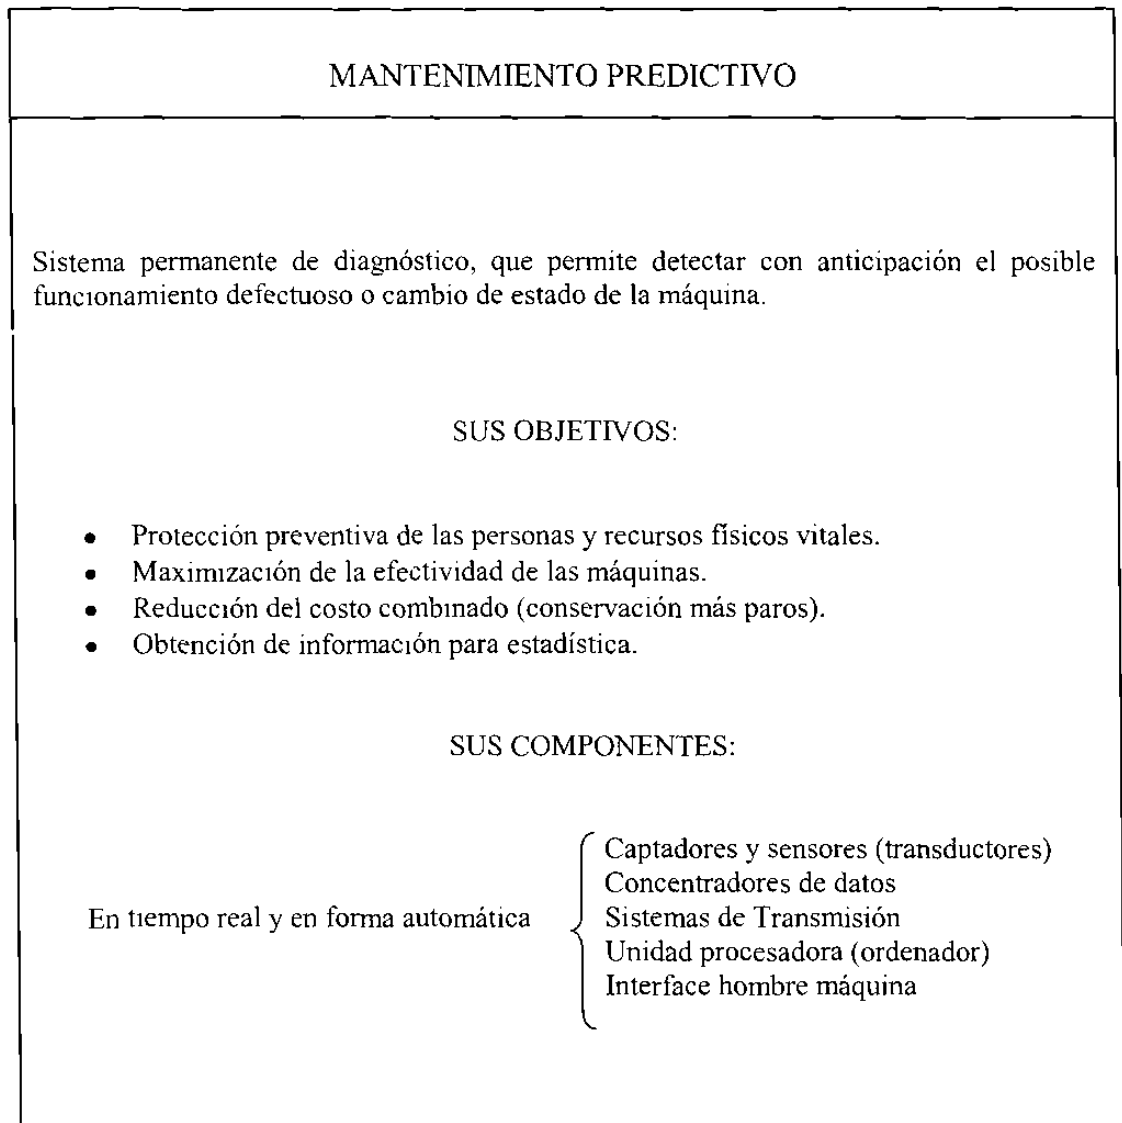 MANTENIMIENTO PREDICTIVO
Sistema permanente de diagnóstico, que permite detectar con anticipación el posible
funcionamiento defectuoso o cambio de estado de la máquina.
SUS OBJETIVOS:
• Protección preventiva de las personas y recursos físicos vitales.
• Maximización de la efectividad de las máquinas.
• Reducción del costo combinado (conservación más paros).
• Obtención de información para estadística.
SUS COMPONENTES:
En tiempo real y en forma automática
Captadores y sensores (transductores)
Concentradores de datos
Sistemas de Transmisión
Unidad procesadora (ordenador)
Interface hombre máquina